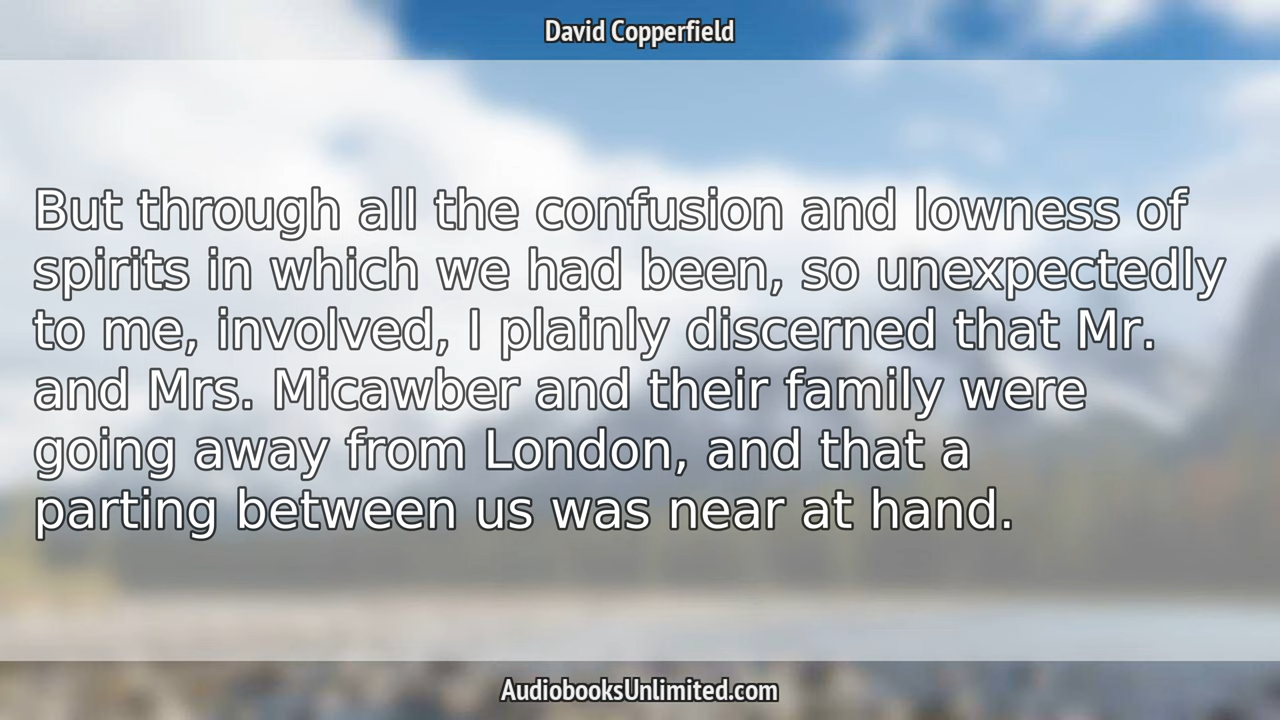 David Copperfield
But through all the confusion and lowness of
spirits in which we had been, so unexpectedly
to me, involved, I plainly discerned that Mr.
and Mrs. Micawber and their family were
going away from London, and that a
parting between us was near at hand.
AudiobooksUnlimited.com